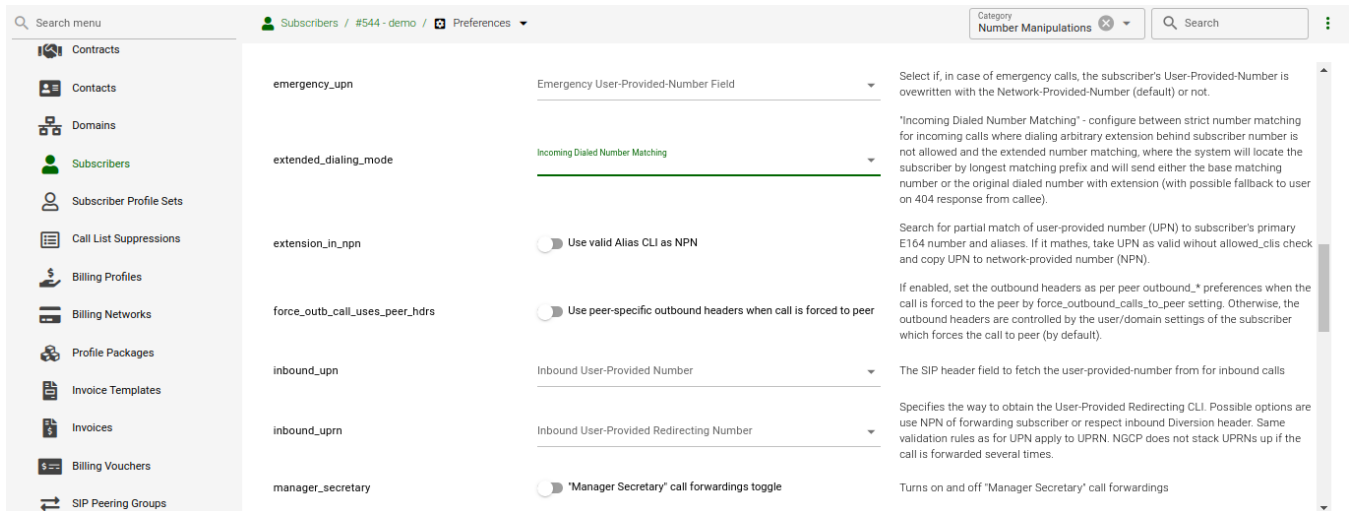 Search menu
Subscribers / #544 - demo / Preferences
Category
Number Manipulations
Search
Contracts
Contacts
Domains
Subscribers
Subscriber Profile Sets
Call List Suppressions
Billing Profiles
Billing Networks
Profile Packages
Invoice Templates
Invoices
Billing Vouchers
SIP Peering Groups
emergency_upn
Emergency User-Provided-Number Field
Select if, in case of emergency calls, the subscriber's User-Provided-Number is
ovewritten with the Network-Provided-Number (default) or not.
extended_dialing_mode
Incoming Dialed Number Matching
"Incoming Dialed Number Matching" - configure between strict number matching
for incoming calls where dialing arbitrary extension behind subscriber number is
not allowed and the extended number matching, where the system will locate the
subscriber by longest matching prefix and will send either the base matching
number or the original dialed number with extension (with possible fallback to user
on 404 response from callee).
extension_in_npn
Use valid Alias CLI as NPN
Search for partial match of user-provided number (UPN) to subscriber's primary
E164 number and aliases. If it mathes, take UPN as valid wihout allowed_clis check
and copy UPN to network-provided number (NPN).
force_outb_call_uses_peer_hdrs
Use peer-specific outbound headers when call is forced to peer
If enabled, set the outbound headers as per peer outbound_* preferences when the
call is forced to the peer by force_outbound_calls_to_peer setting. Otherwise, the
outbound headers are controlled by the user/domain settings of the subscriber
which forces the call to peer (by default).
inbound_upn
Inbound User-Provided Number
The SIP header field to fetch the user-provided-number from for inbound calls
inbound_uprn
Inbound User-Provided Redirecting Number
Specifies the way to obtain the User-Provided Redirecting CLI. Possible options are
use NPN of forwarding subscriber or respect inbound Diversion header. Same
validation rules as for UPN apply to UPRN. NGCP does not stack UPRNs up if the
call is forwarded several times.
manager_secretary
"Manager Secretary" call forwardings toggle
Turns on and off "Manager Secretary" call forwardings